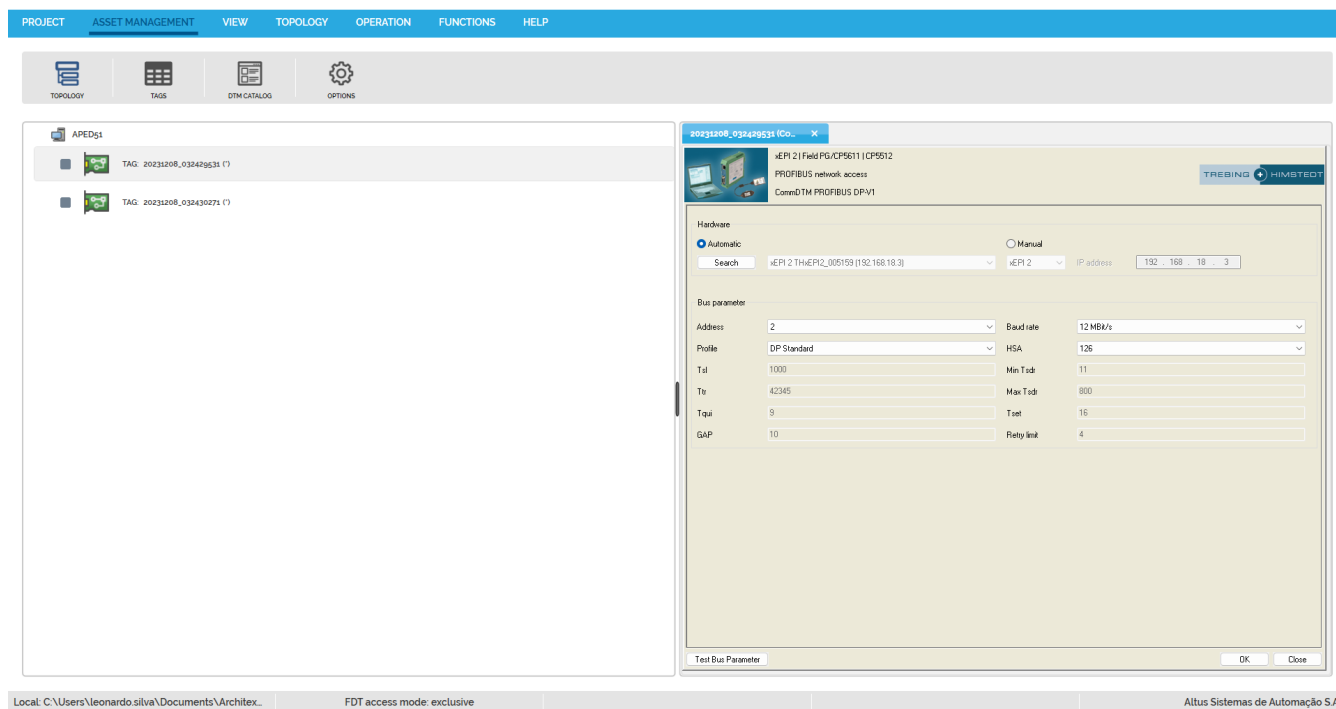 PROJECT ASSET MANAGEMENT VIEW TOPOLOGY OPERATION FUNCTIONS HELP
TOPOLOGY TAGS DTM CATALOG OPTIONS
APED51
TAG: 20231208_032429531 (*)
TAG: 20231208_032430271 (*)
20231208_032429531 (Co... X
xEPI 2 | Field PG/CP5611 | CP5512
PROFIBUS network access
CommDTM PROFIBUS DP-V1
TREBING + HIMSTEDT
Hardware
Automatic Manual
Search xEPI 2 THxEPI2_005159 (192.168.18.3) xEPI 2 IP address 192 . 168 . 18 . 3
Bus parameter
Address 2 Baud rate 12 MBit/s
Profile DP Standard HSA 126
Tsl 1000 Min Tsdr 11
Ttr 42345 Max Tsdr 800
Tqui 9 Tset 16
GAP 10 Retry limit 4
Test Bus Parameter OK Close
Local: C:\Users\leonardo.silva\Documents\Architex... FDT access mode: exclusive Altus Sistemas de Automação S.A